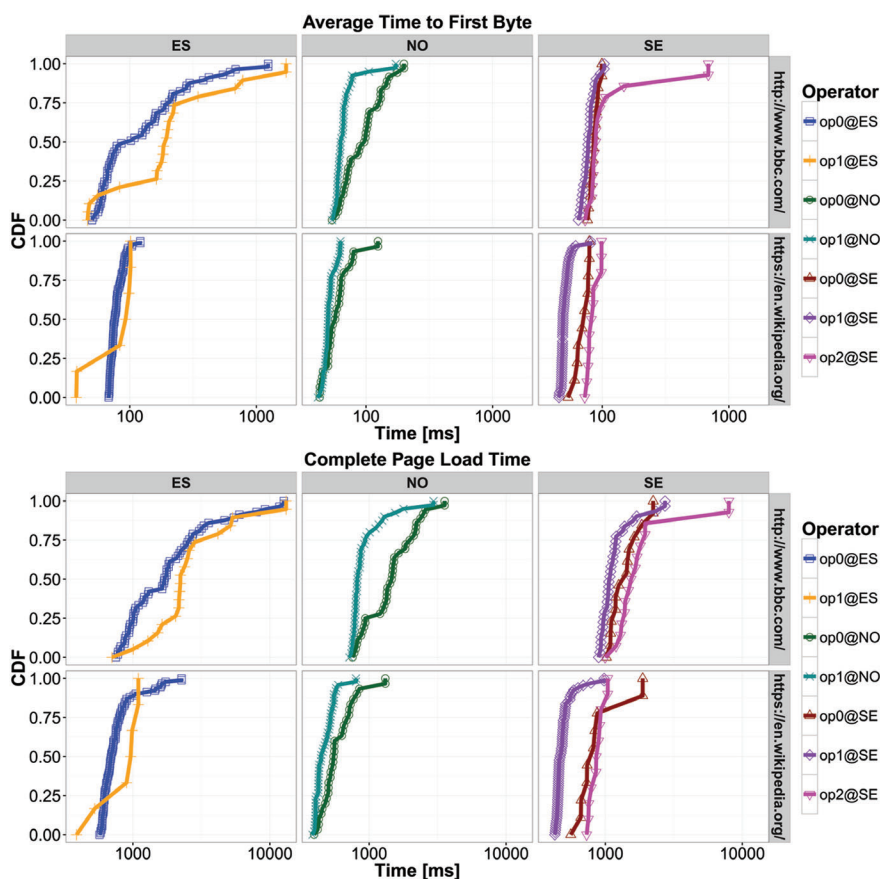 Average Time to First Byte
ES NO SE
1.00
0.75
0.50
0.25
0.00
http://www.bbc.com/
1.00
0.75
0.50
0.25
0.00
https://en.wikipedia.org/
CDF
100 1000 100 1000 100 1000
Time [ms]
Operator
op0@ES
op1@ES
op0@NO
op1@NO
op0@SE
op1@SE
op2@SE
Complete Page Load Time
ES NO SE
1.00
0.75
0.50
0.25
0.00
http://www.bbc.com/
1.00
0.75
0.50
0.25
0.00
https://en.wikipedia.org/
CDF
1000 10000 1000 10000 1000 10000
Time [ms]
Operator
op0@ES
op1@ES
op0@NO
op1@NO
op0@SE
op1@SE
op2@SE